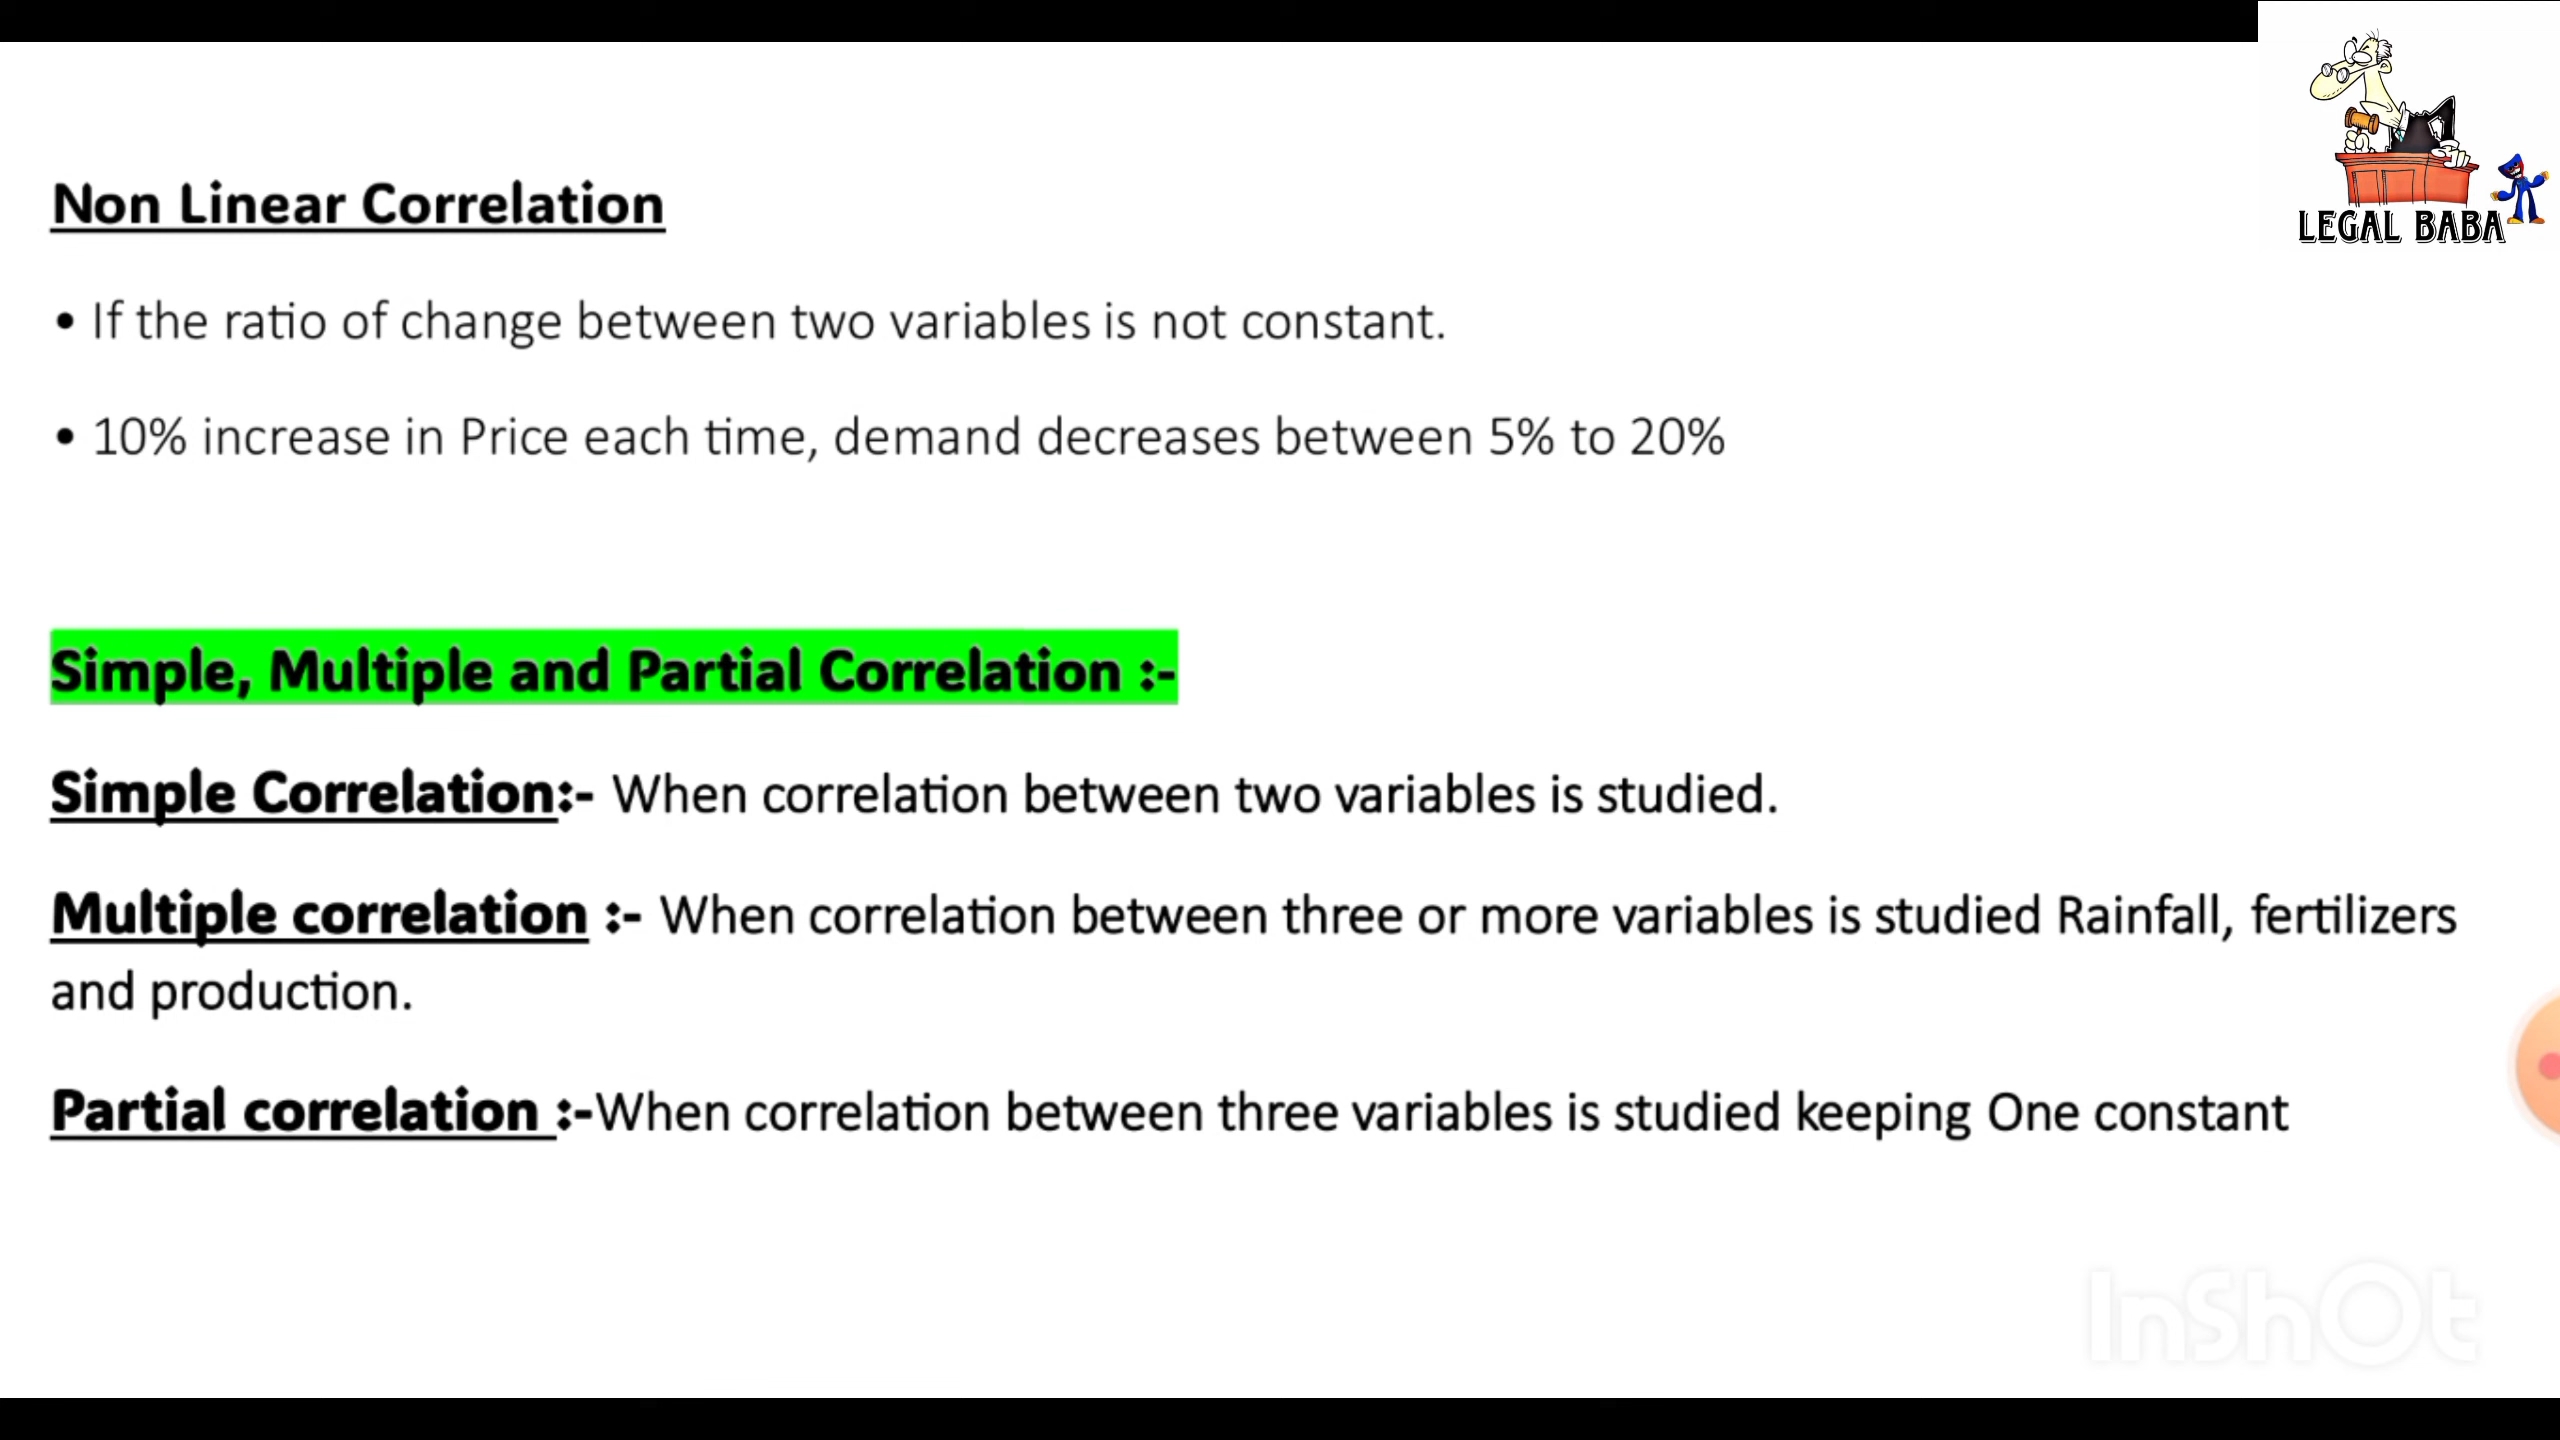 LEGAL BABA
Non Linear Correlation
• If the ratio of change between two variables is not constant.
• 10% increase in Price each time, demand decreases between 5% to 20%
Simple, Multiple and Partial Correlation :-
Simple Correlation:- When correlation between two variables is studied.
Multiple correlation :- When correlation between three or more variables is studied Rainfall, fertilizers
and production.
Partial correlation :-When correlation between three variables is studied keeping One constant
InShOt